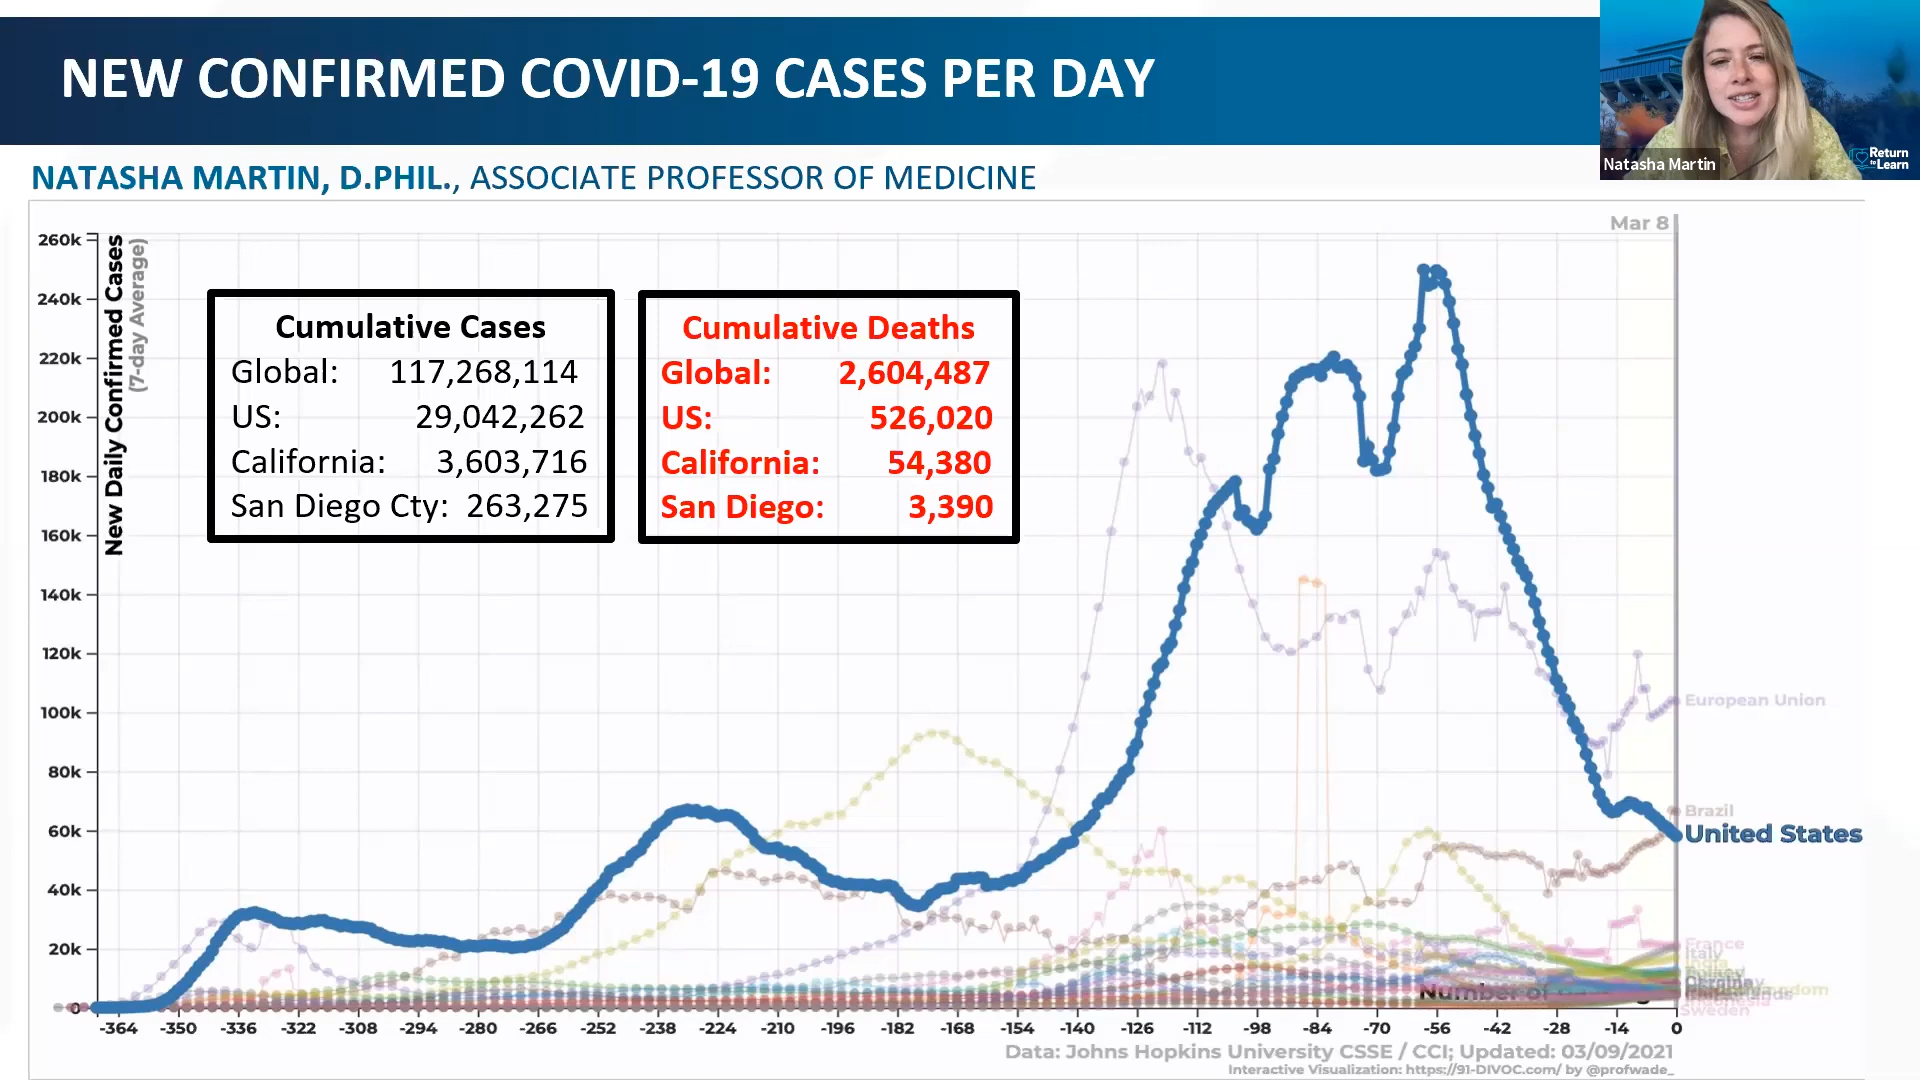 NEW CONFIRMED COVID-19 CASES PER DAY
Natasha Martin
Return
to Learn
NATASHA MARTIN, D.PHIL., ASSOCIATE PROFESSOR OF MEDICINE
Mar 8
New Daily Confirmed Cases
(7-day Average)
260k
240k
220k
200k
180k
160k
140k
120k
100k
80k
60k
40k
20k
0
Cumulative Cases
Global: 117,268,114
US: 29,042,262
California: 3,603,716
San Diego Cty: 263,275
Cumulative Deaths
Global: 2,604,487
US: 526,020
California: 54,380
San Diego: 3,390
European Union
Brazil
United States
France
Italy
Sweden
Number of
-364 -350 -336 -322 -308 -294 -280 -266 -252 -238 -224 -210 -196 -182 -168 -154 -140 -126 -112 -98 -84 -70 -56 -42 -28 -14 0
Data: Johns Hopkins University CSSE / CCI; Updated: 03/09/2021
Interactive Visualization: https://91-DIVOC.com/ by @profwade_